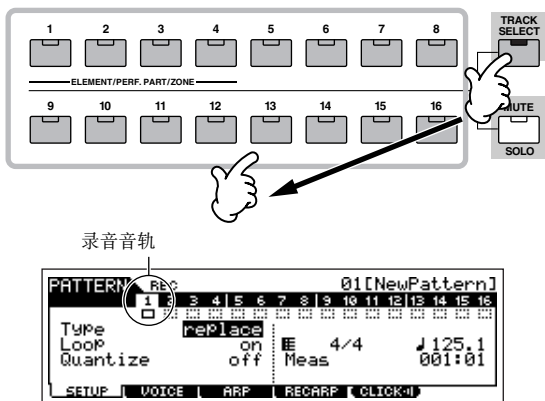 1 2 3 4 5 6 7 8
TRACK SELECT
ELEMENT/PERF. PART/ZONE
9 10 11 12 13 14 15 16
MUTE
SOLO
录音音轨
PATTERN REC 01[NewPattern]
1 2 3 4 5 6 7 8 9 10 11 12 13 14 15 16
Type replace
Loop on 4/4 ♩125.1
Quantize off Meas 001:01
SETUP VOICE ARP RECARP CLICK